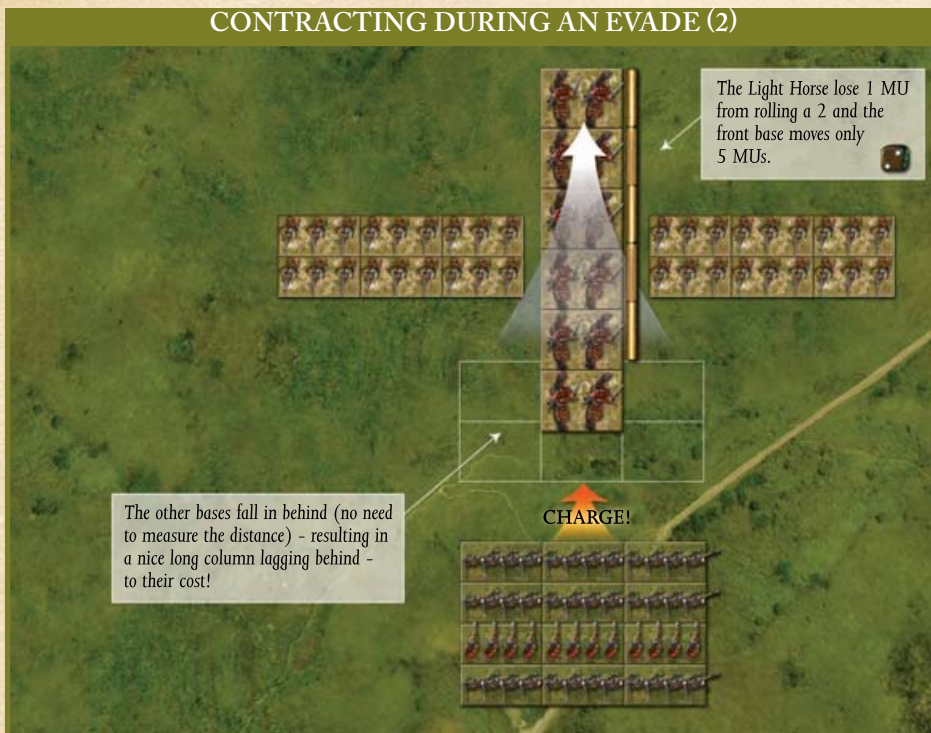 CONTRACTING DURING AN EVADE (2)
The Light Horse lose 1 MU
from rolling a 2 and the
front base moves only
5 MUs.
The other bases fall in behind (no need
to measure the distance) – resulting in
a nice long column lagging behind –
to their cost!
CHARGE!